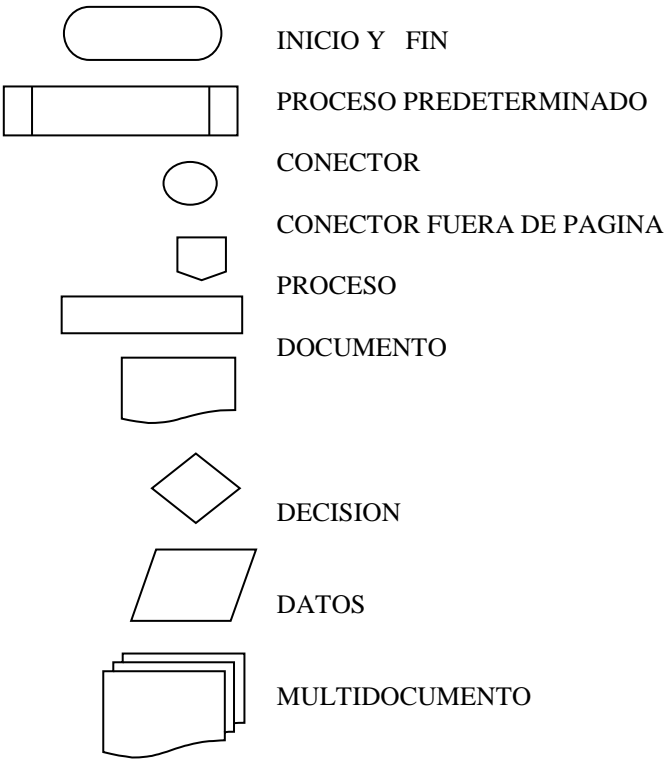 INICIO Y FIN
PROCESO PREDETERMINADO
CONECTOR
CONECTOR FUERA DE PAGINA
PROCESO
DOCUMENTO
DECISION
DATOS
MULTIDOCUMENTO